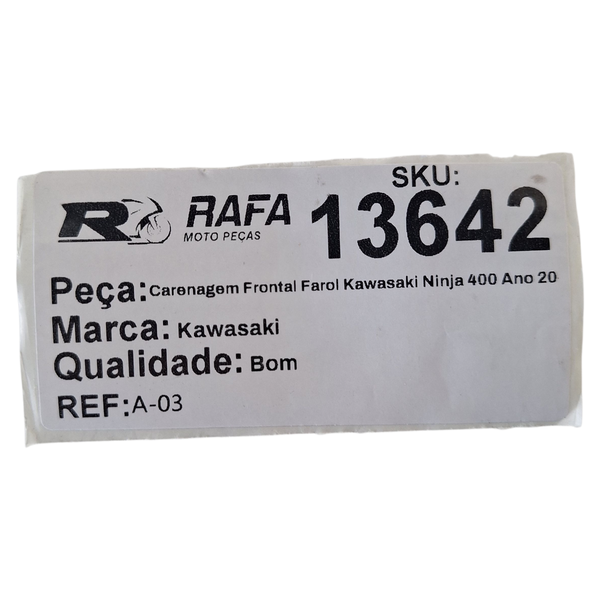 SKU:
R
RAFA
MOTO PEÇAS
13642
Peça: Carenagem Frontal Farol Kawasaki Ninja 400 Ano 20
Marca: Kawasaki
Qualidade: Bom
REF: A-03